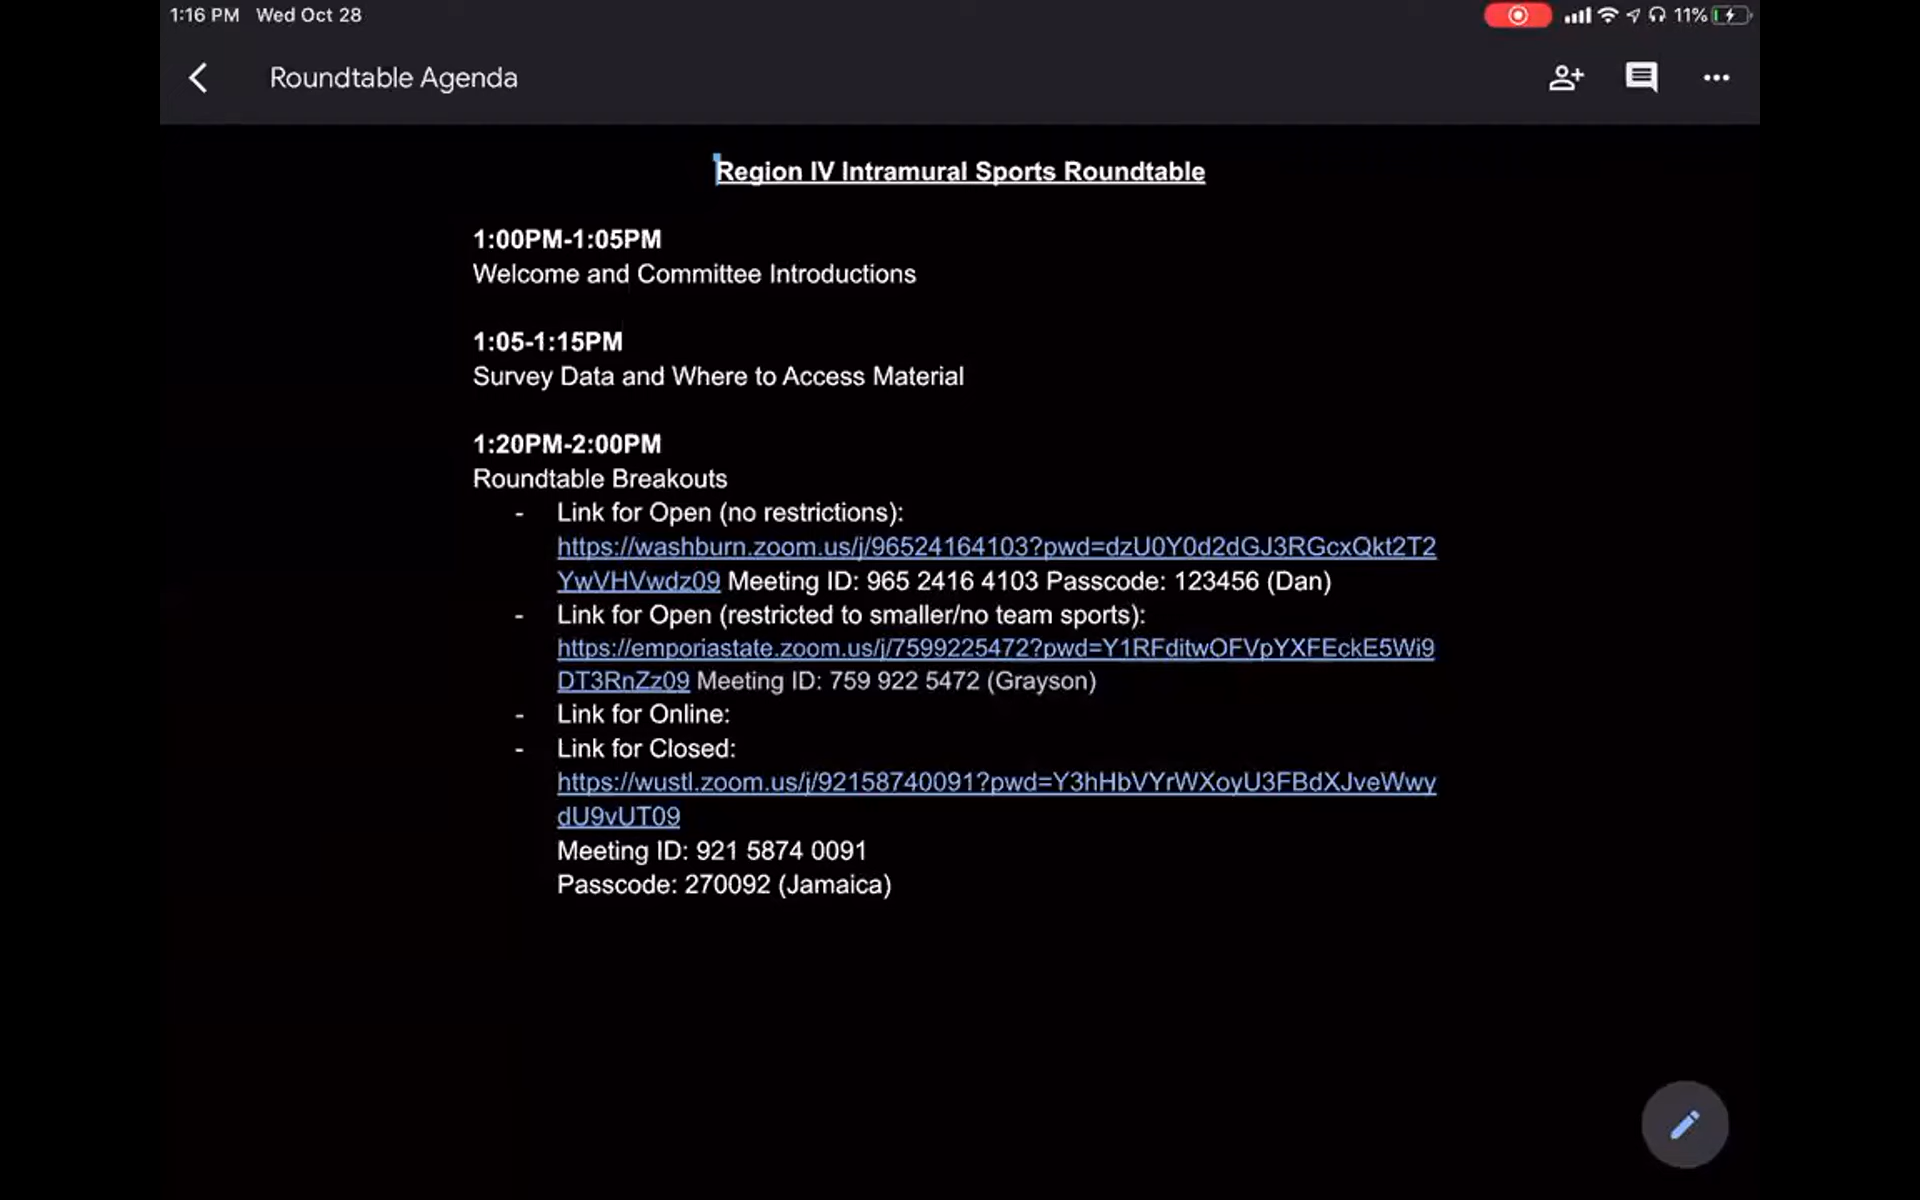 1:16 PM Wed Oct 28
11%
Roundtable Agenda
Region IV Intramural Sports Roundtable
1:00PM-1:05PM
Welcome and Committee Introductions
1:05-1:15PM
Survey Data and Where to Access Material
1:20PM-2:00PM
Roundtable Breakouts
- Link for Open (no restrictions):
https://washburn.zoom.us/j/96524164103?pwd=dzU0Y0d2dGJ3RGcxQkt2T2
YwVHVwdz09 Meeting ID: 965 2416 4103 Passcode: 123456 (Dan)
- Link for Open (restricted to smaller/no team sports):
https://emporiastate.zoom.us/j/7599225472?pwd=Y1RFditwOFVpYXFEckE5Wi9
DT3RnZz09 Meeting ID: 759 922 5472 (Grayson)
- Link for Online:
- Link for Closed:
https://wustl.zoom.us/j/92158740091?pwd=Y3hHbVYrWXoyU3FBdXJveWwy
dU9vUT09
Meeting ID: 921 5874 0091
Passcode: 270092 (Jamaica)